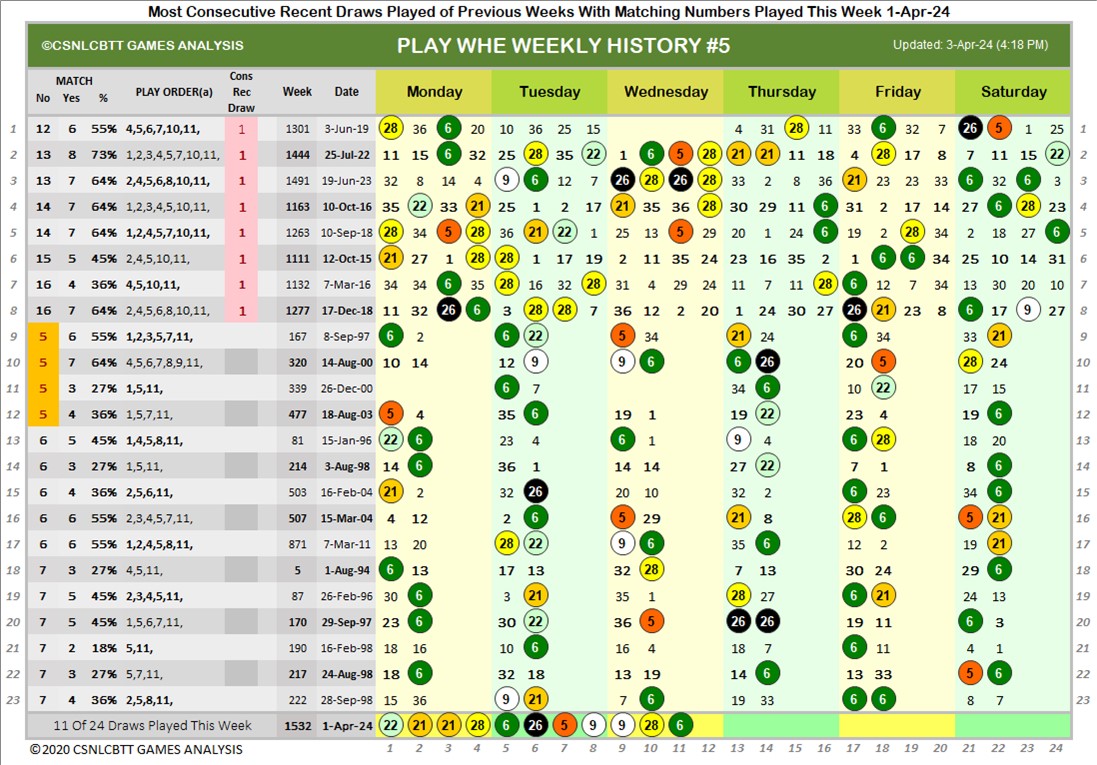 Most Consecutive Recent Draws Played of Previous Weeks With Matching Numbers Played This Week 1-Apr-24
©CSNLCBTT GAMES ANALYSIS PLAY WHE WEEKLY HISTORY #5 Updated: 3-Apr-24 (4:18 PM)
No MATCH Yes % PLAY ORDER(a) Cons Rec Draw Week Date Monday Tuesday Wednesday Thursday Friday Saturday
1 12 6 55% 4,5,6,7,10,11, 1 1301 3-Jun-19 28 36 6 20 10 36 25 15 4 31 28 11 33 6 32 7 26 5 1 25 1
2 13 8 73% 1,2,3,4,5,7,10,11, 1 1444 25-Jul-22 11 15 6 32 25 28 35 22 1 6 5 28 21 21 11 18 4 28 17 8 7 11 15 22 2
3 13 7 64% 2,4,5,6,8,10,11, 1 1491 19-Jun-23 32 8 14 4 9 6 12 7 26 28 26 28 33 2 8 36 21 23 23 33 6 32 6 3 3
4 14 7 64% 1,2,3,4,5,10,11, 1 1163 10-Oct-16 35 22 33 21 25 1 2 17 21 35 36 28 30 29 11 6 31 2 17 14 27 6 28 23 4
5 14 7 64% 1,2,4,5,7,10,11, 1 1263 10-Sep-18 28 34 5 28 36 21 22 1 25 13 5 29 20 1 24 6 19 2 28 34 2 18 27 6 5
6 15 5 45% 2,4,5,10,11, 1 1111 12-Oct-15 21 27 1 28 28 1 17 19 2 11 35 24 23 16 35 2 1 6 6 34 25 10 14 31 6
7 16 4 36% 4,5,10,11, 1 1132 7-Mar-16 34 34 6 35 28 16 32 28 31 4 29 24 11 7 11 28 6 12 7 34 13 30 20 10 7
8 16 7 64% 2,4,5,6,8,10,11, 1 1277 17-Dec-18 11 32 26 6 3 28 28 7 36 12 2 20 1 24 30 27 26 21 23 8 6 17 9 27 8
9 5 6 55% 1,2,3,5,7,11, 167 8-Sep-97 6 2 6 22 5 34 21 24 6 34 33 21 9
10 5 7 64% 4,5,6,7,8,9,11, 320 14-Aug-00 10 14 12 9 9 6 6 26 20 5 28 24 10
11 5 3 27% 1,5,11, 339 26-Dec-00 6 7 34 6 10 22 17 15 11
12 5 4 36% 1,5,7,11, 477 18-Aug-03 5 4 35 6 19 1 19 22 23 4 19 6 12
13 6 5 45% 1,4,5,8,11, 81 15-Jan-96 22 6 23 4 6 1 9 4 6 28 18 20 13
14 6 3 27% 1,5,11, 214 3-Aug-98 14 6 36 1 14 14 27 22 7 1 8 6 14
15 6 4 36% 2,5,6,11, 503 16-Feb-04 21 2 32 26 20 10 32 2 6 23 34 6 15
16 6 6 55% 2,3,4,5,7,11, 507 15-Mar-04 4 12 2 6 5 29 21 8 28 6 5 21 16
17 6 6 55% 1,2,4,5,8,11, 871 7-Mar-11 13 20 28 22 9 6 35 6 12 2 19 21 17
18 7 3 27% 4,5,11, 5 1-Aug-94 6 13 17 13 32 28 7 13 30 24 29 6 18
19 7 5 45% 2,3,4,5,11, 87 26-Feb-96 30 6 3 21 35 1 28 27 6 21 24 13 19
20 7 5 45% 1,5,6,7,11, 170 29-Sep-97 23 6 30 22 36 5 26 26 19 11 6 3 20
21 7 2 18% 5,11, 190 16-Feb-98 18 16 10 6 16 4 18 7 6 11 4 1 21
22 7 3 27% 5,7,11, 217 24-Aug-98 18 6 32 18 13 19 14 6 13 33 5 6 22
23 7 4 36% 2,5,8,11, 222 28-Sep-98 15 36 9 21 7 6 19 33 6 6 8 7 23
11 Of 24 Draws Played This Week 1532 1-Apr-24 22 21 21 28 6 26 5 9 9 28 6
©2020 CSNLCBTT GAMES ANALYSIS 1 2 3 4 5 6 7 8 9 10 11 12 13 14 15 16 17 18 19 20 21 22 23 24